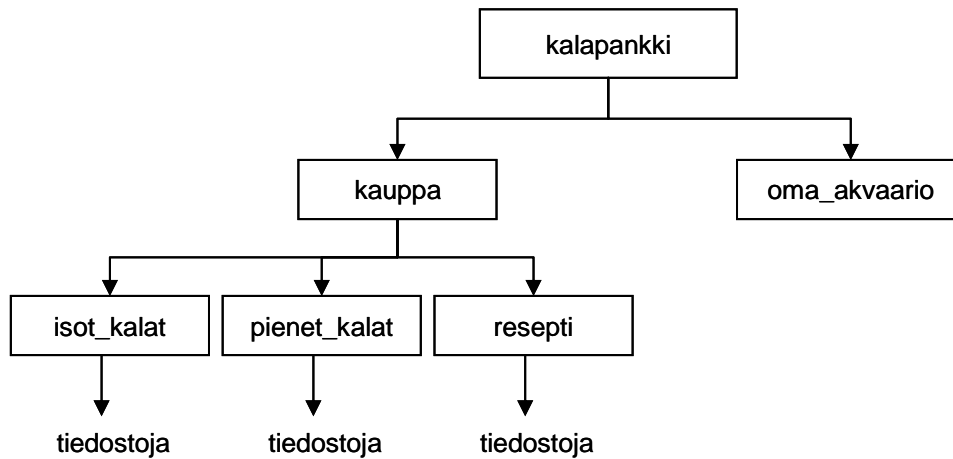 kalapankki
kauppa
oma_akvaario
isot_kalat
pienet_kalat
resepti
tiedostoja
tiedostoja
tiedostoja